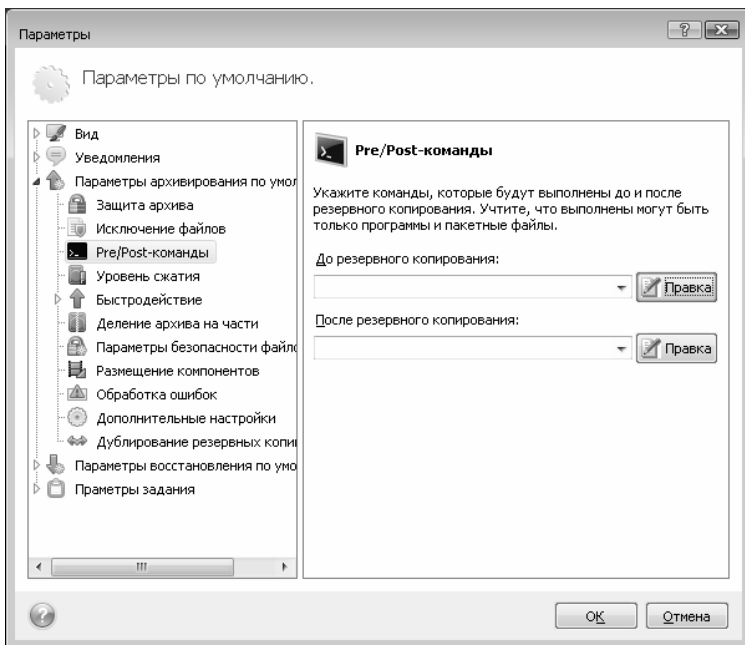 Параметры
Параметры по умолчанию.
Вид
Уведомления
Параметры архивирования по умол
Защита архива
Исключение файлов
Pre/Post-команды
Уровень сжатия
Быстродействие
Деление архива на части
Параметры безопасности файло
Размещение компонентов
Обработка ошибок
Дополнительные настройки
Дублирование резервных копи
Параметры восстановления по умо
Праметры задания
Pre/Post-команды
Укажите команды, которые будут выполнены до и после
резервного копирования. Учтите, что выполнены могут быть
только программы и пакетные файлы.
До резервного копирования:
Правка
После резервного копирования:
Правка
ОК
Отмена